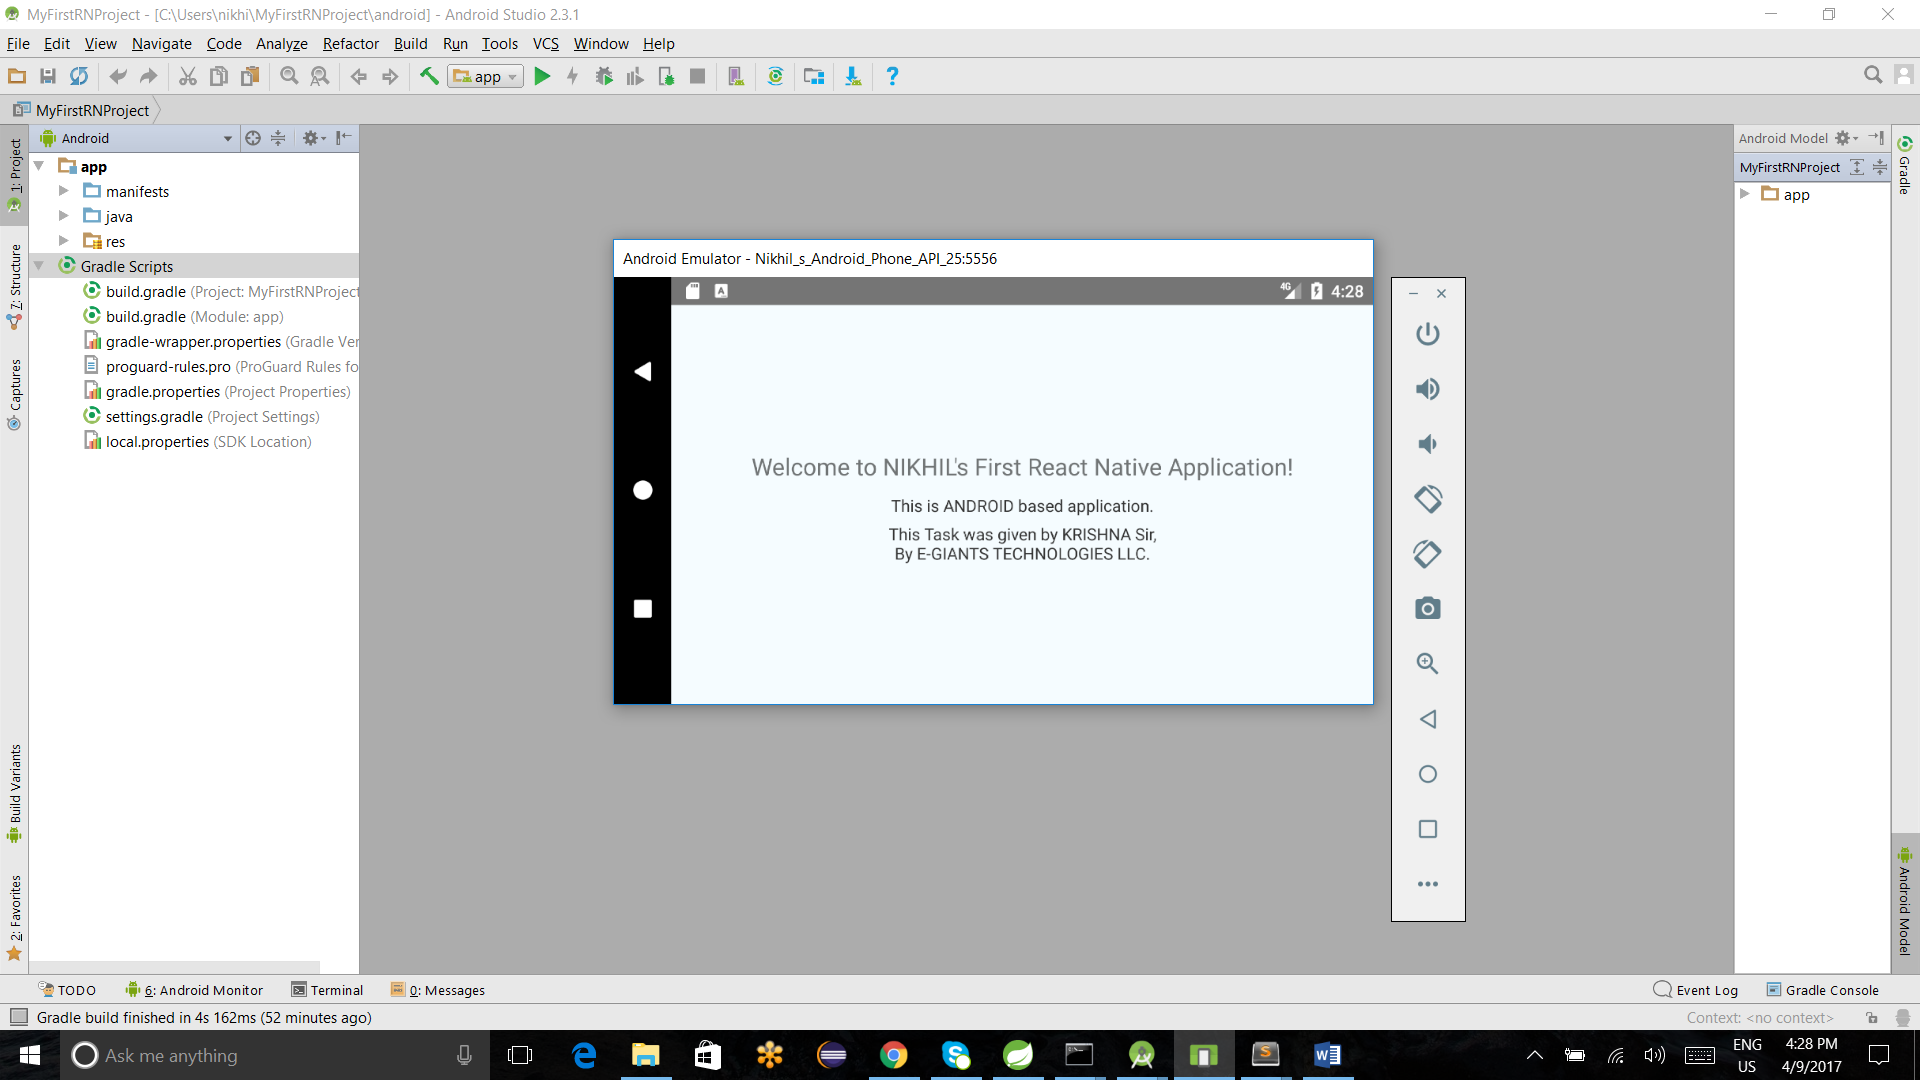 MyFirstRNProject - [C:\Users\nikhi\MyFirstRNProject\android] - Android Studio 2.3.1
File Edit View Navigate Code Analyze Refactor Build Run Tools VCS Window Help
app
MyFirstRNProject
1: Project
7: Structure
Captures
Build Variants
2: Favorites
Android
app
manifests
java
res
Gradle Scripts
build.gradle (Project: MyFirstRNProject
build.gradle (Module: app)
gradle-wrapper.properties (Gradle Ver
proguard-rules.pro (ProGuard Rules fo
gradle.properties (Project Properties)
settings.gradle (Project Settings)
local.properties (SDK Location)
Android Emulator - Nikhil_s_Android_Phone_API_25:5556
A 4G 4:28
Welcome to NIKHIL's First React Native Application!
This is ANDROID based application.
This Task was given by KRISHNA Sir,
By E-GIANTS TECHNOLOGIES LLC.
Android Model
MyFirstRNProject
app
Gradle
Android Model
TODO 6: Android Monitor Terminal 0: Messages Event Log Gradle Console
Gradle build finished in 4s 162ms (52 minutes ago) Context: <no context>
Ask me anything
ENG
US
4:28 PM
4/9/2017